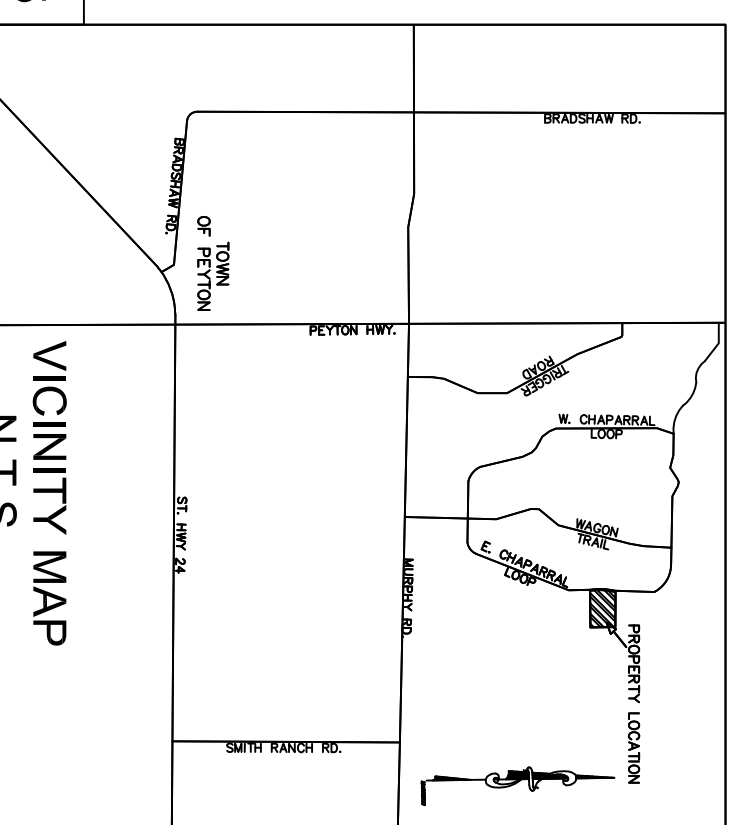 BRADSHAW RD.
BRADSHAW RD.
TOWN
OF PEYTON
PEYTON HWY.
TRIGGER
ROAD
W. CHAPARRAL
LOOP
WAGON
TRAIL
E. CHAPARRAL
LOOP
PROPERTY LOCATION
ST. HWY 24
MURPHY RD.
SMITH RANCH RD.
VICINITY MAP